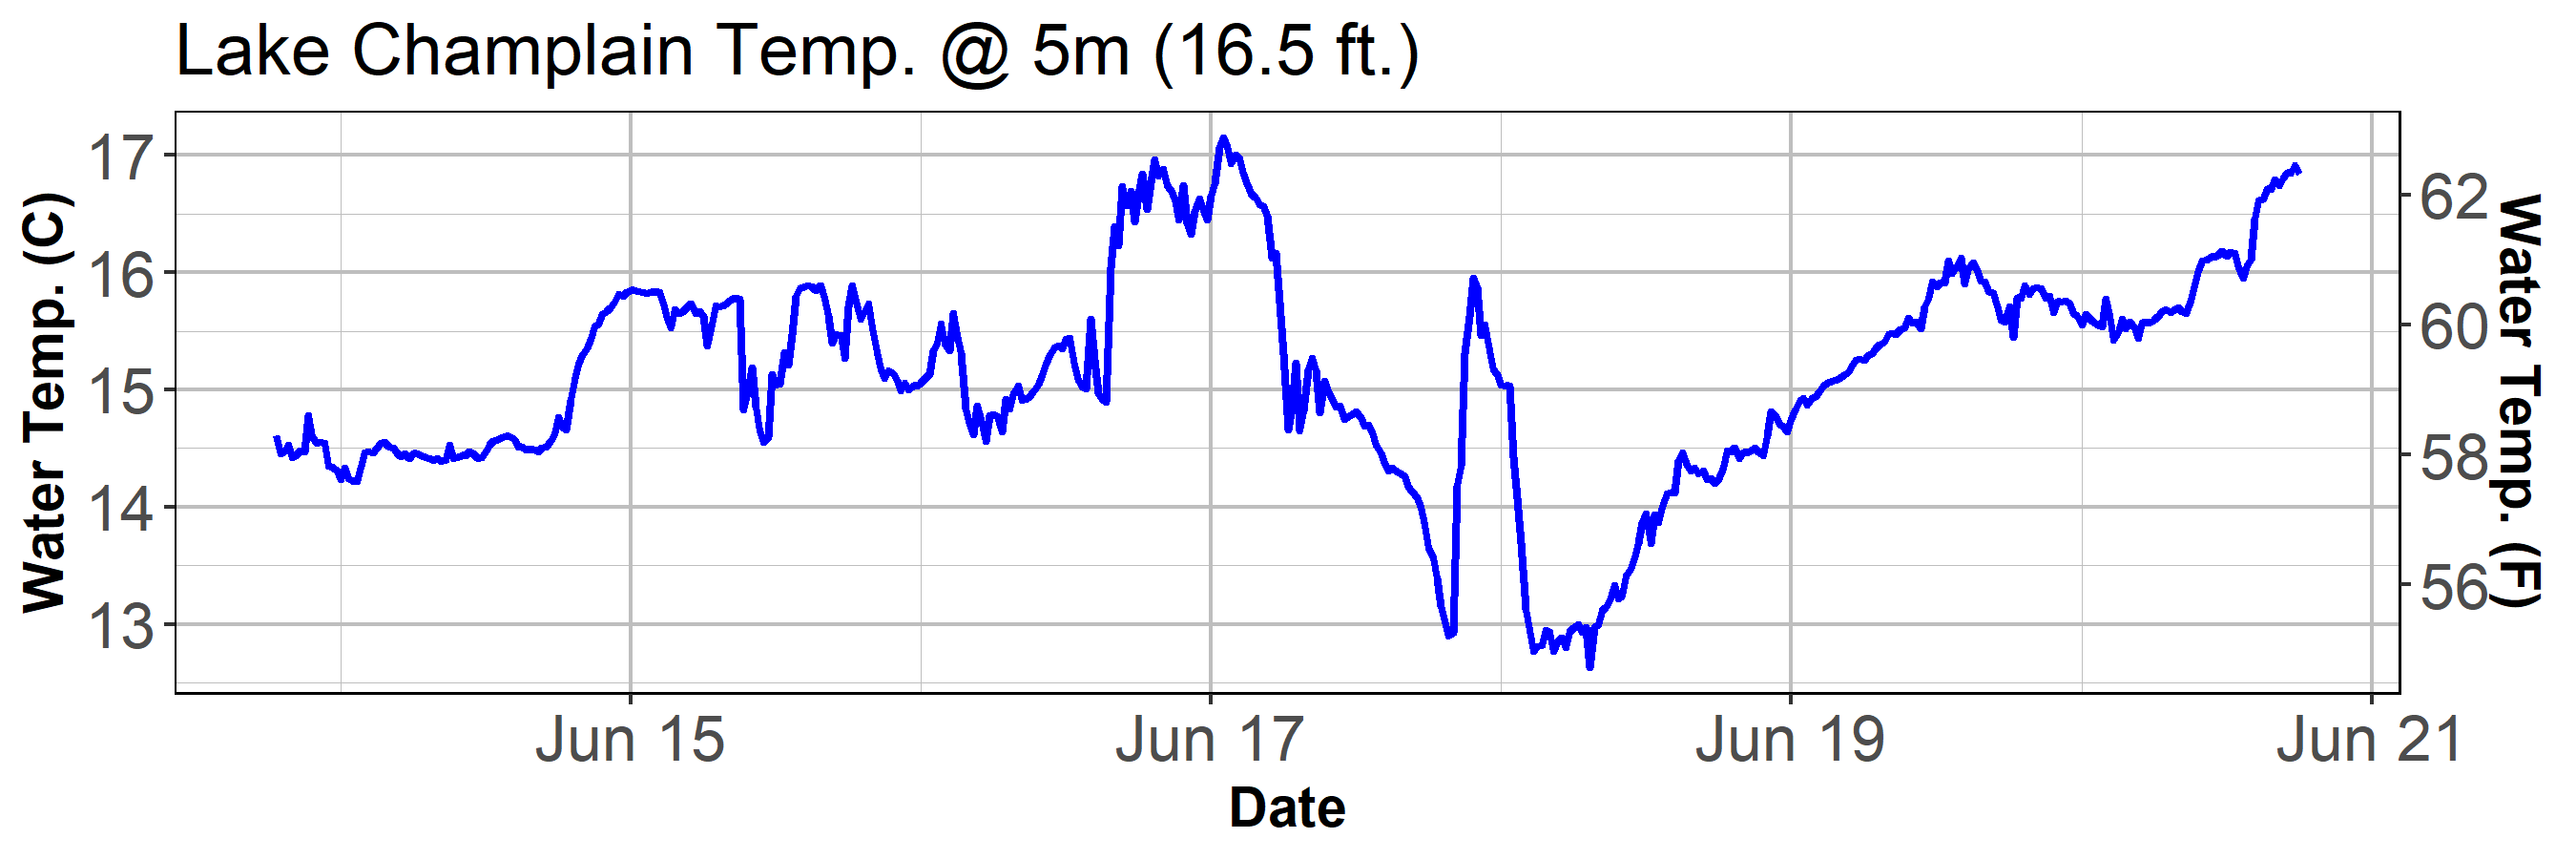 Lake Champlain Temp. @ 5m (16.5 ft.)
Water Temp. (C)
17
16
15
14
13
62
60
58
56
Water Temp. (F)
Jun 15 Jun 17 Jun 19 Jun 21
Date